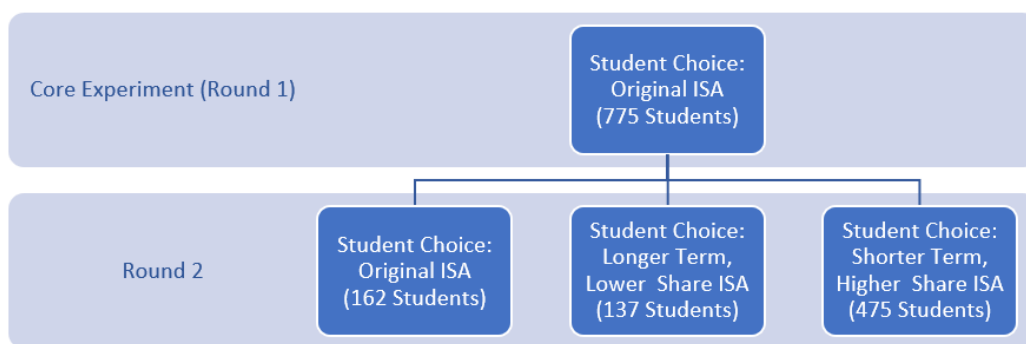 Core Experiment (Round 1)
Student Choice:
Original ISA
(775 Students)
Round 2
Student Choice:
Original ISA
(162 Students)
Student Choice:
Longer Term,
Lower Share ISA
(137 Students)
Student Choice:
Shorter Term,
Higher Share ISA
(475 Students)